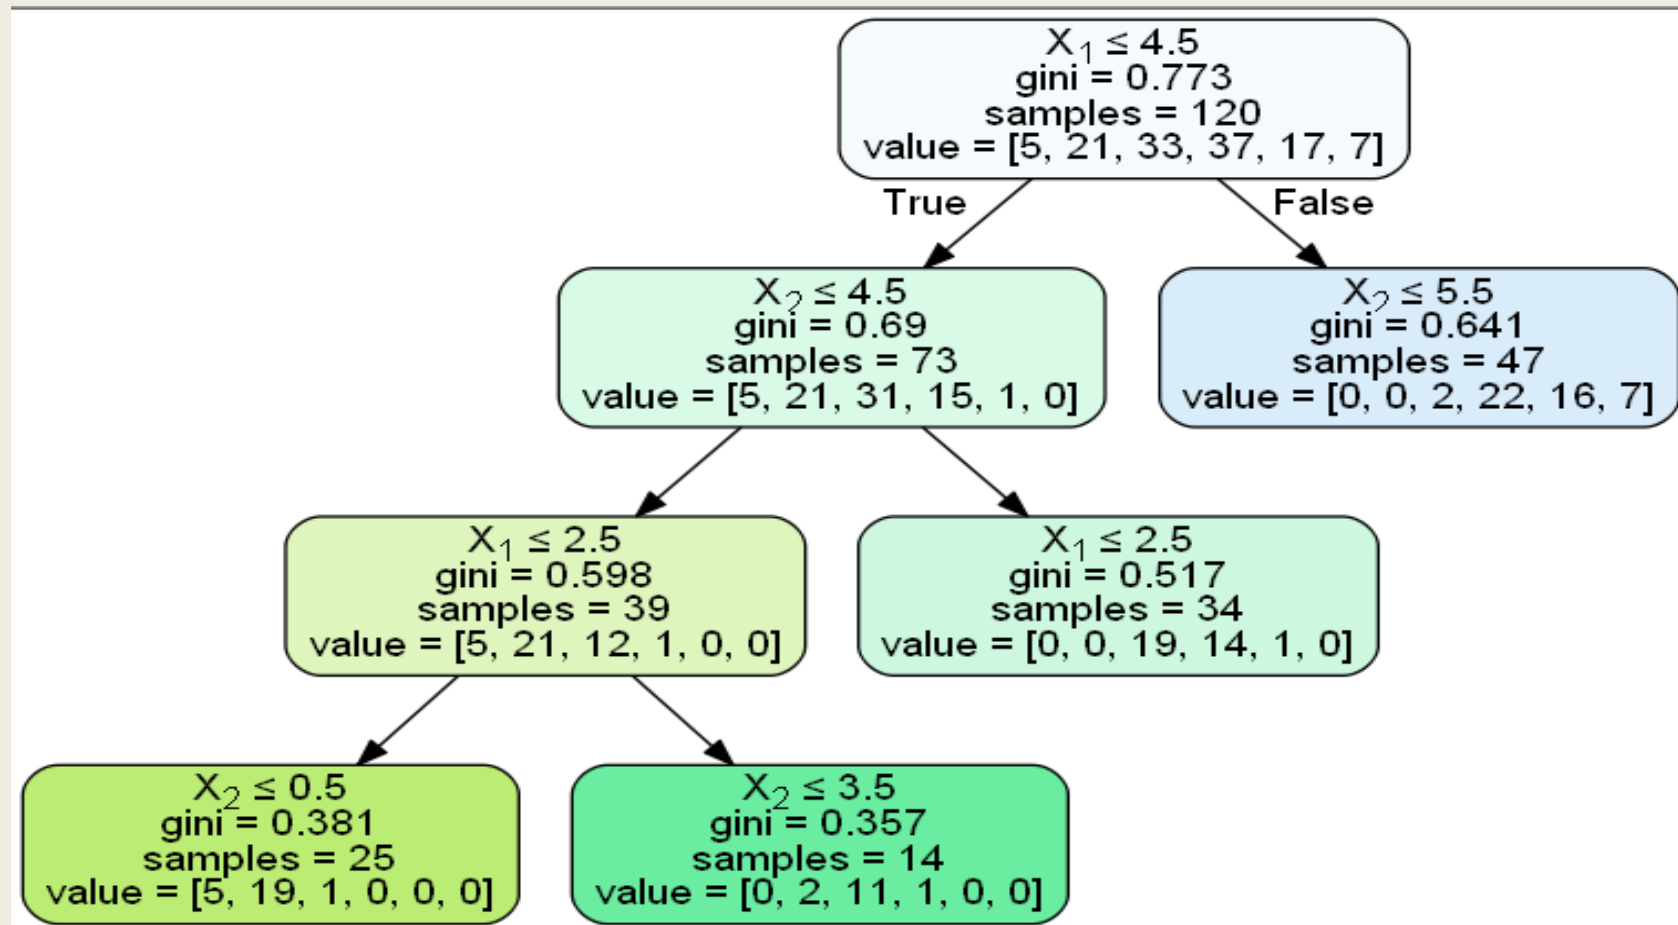 X₁ ≤ 4.5
gini = 0.773
samples = 120
value = [5, 21, 33, 37, 17, 7]
True
False
X₂ ≤ 4.5
gini = 0.69
samples = 73
value = [5, 21, 31, 15, 1, 0]
X₂ ≤ 5.5
gini = 0.641
samples = 47
value = [0, 0, 2, 22, 16, 7]
X₁ ≤ 2.5
gini = 0.598
samples = 39
value = [5, 21, 12, 1, 0, 0]
X₁ ≤ 2.5
gini = 0.517
samples = 34
value = [0, 0, 19, 14, 1, 0]
X₂ ≤ 0.5
gini = 0.381
samples = 25
value = [5, 19, 1, 0, 0, 0]
X₂ ≤ 3.5
gini = 0.357
samples = 14
value = [0, 2, 11, 1, 0, 0]